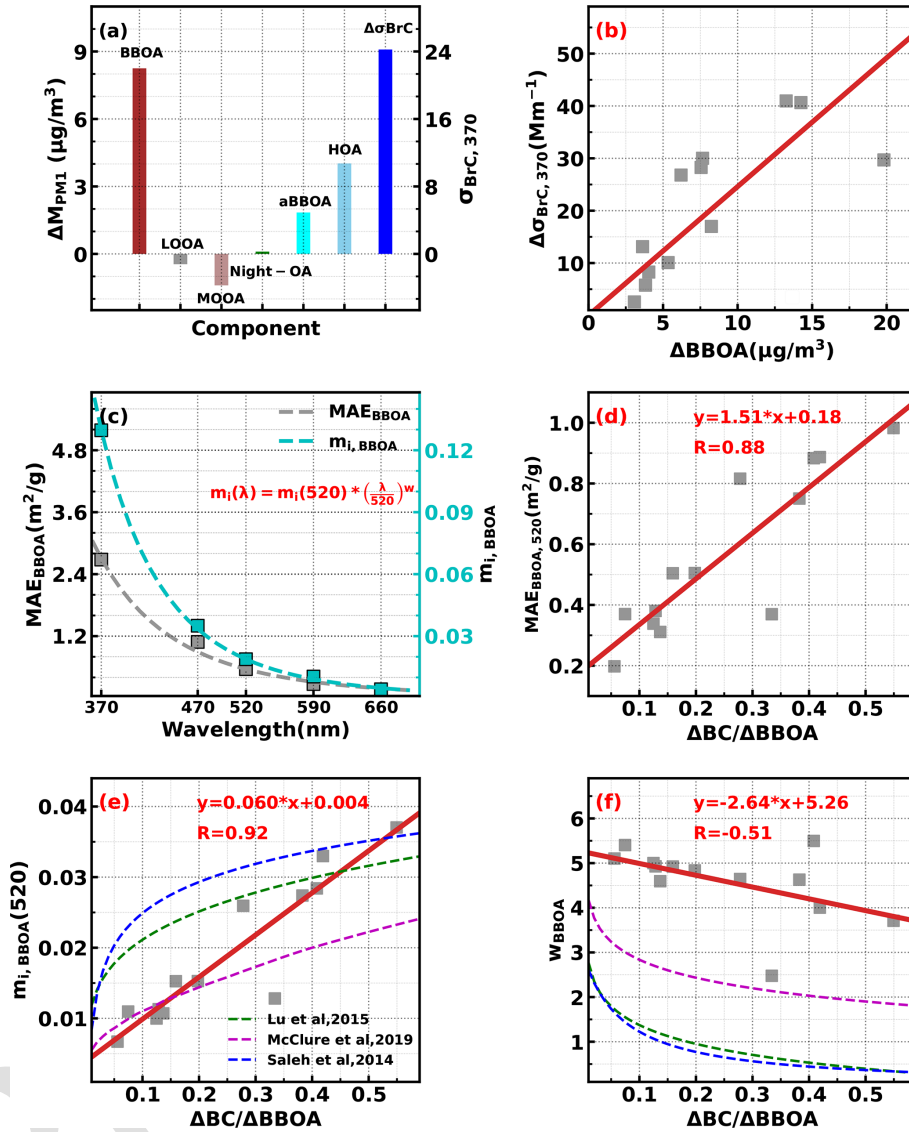 (a)
BBOA
LOOA
MOOA
Night−OA
aBBOA
HOA
ΔσBrC
9
6
3
0
24
16
8
0
ΔM_PM1 (μg/m³)
σ_BrC, 370
Component
(b)
50
40
30
20
10
0
5
10
15
20
Δσ_BrC, 370(Mm⁻¹)
ΔBBOA(μg/m³)
(c)
MAE_BBOA
m_i, BBOA
m_i(λ) = m_i(520) * (λ/520)^w
4.8
3.6
2.4
1.2
0.12
0.09
0.06
0.03
370
470
520
590
660
MAE_BBOA(m²/g)
m_i, BBOA
Wavelength(nm)
(d)
y=1.51*x+0.18
R=0.88
1.0
0.8
0.6
0.4
0.2
0.1
0.2
0.3
0.4
0.5
MAE_BBOA, 520(m²/g)
ΔBC/ΔBBOA
(e)
y=0.060*x+0.004
R=0.92
Lu et al,2015
McClure et al,2019
Saleh et al,2014
0.04
0.03
0.02
0.01
0.1
0.2
0.3
0.4
0.5
m_i, BBOA(520)
ΔBC/ΔBBOA
(f)
y=-2.64*x+5.26
R=-0.51
6
5
4
3
2
1
0.1
0.2
0.3
0.4
0.5
w_BBOA
ΔBC/ΔBBOA